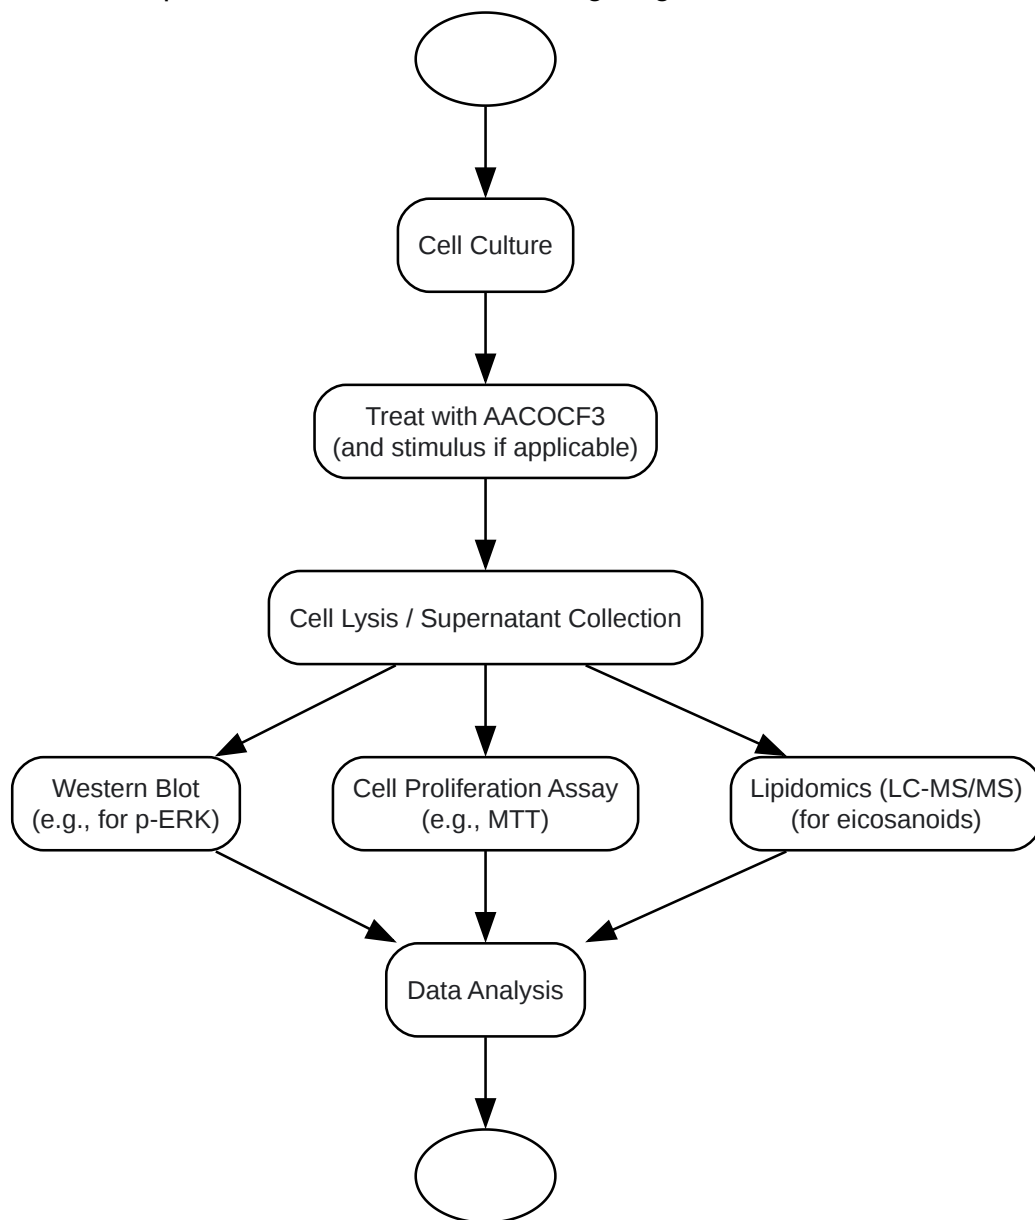 Cell Culture
Treat with AACOCF3
(and stimulus if applicable)
Cell Lysis / Supernatant Collection
Western Blot
(e.g., for p-ERK)
Cell Proliferation Assay
(e.g., MTT)
Lipidomics (LC-MS/MS)
(for eicosanoids)
Data Analysis